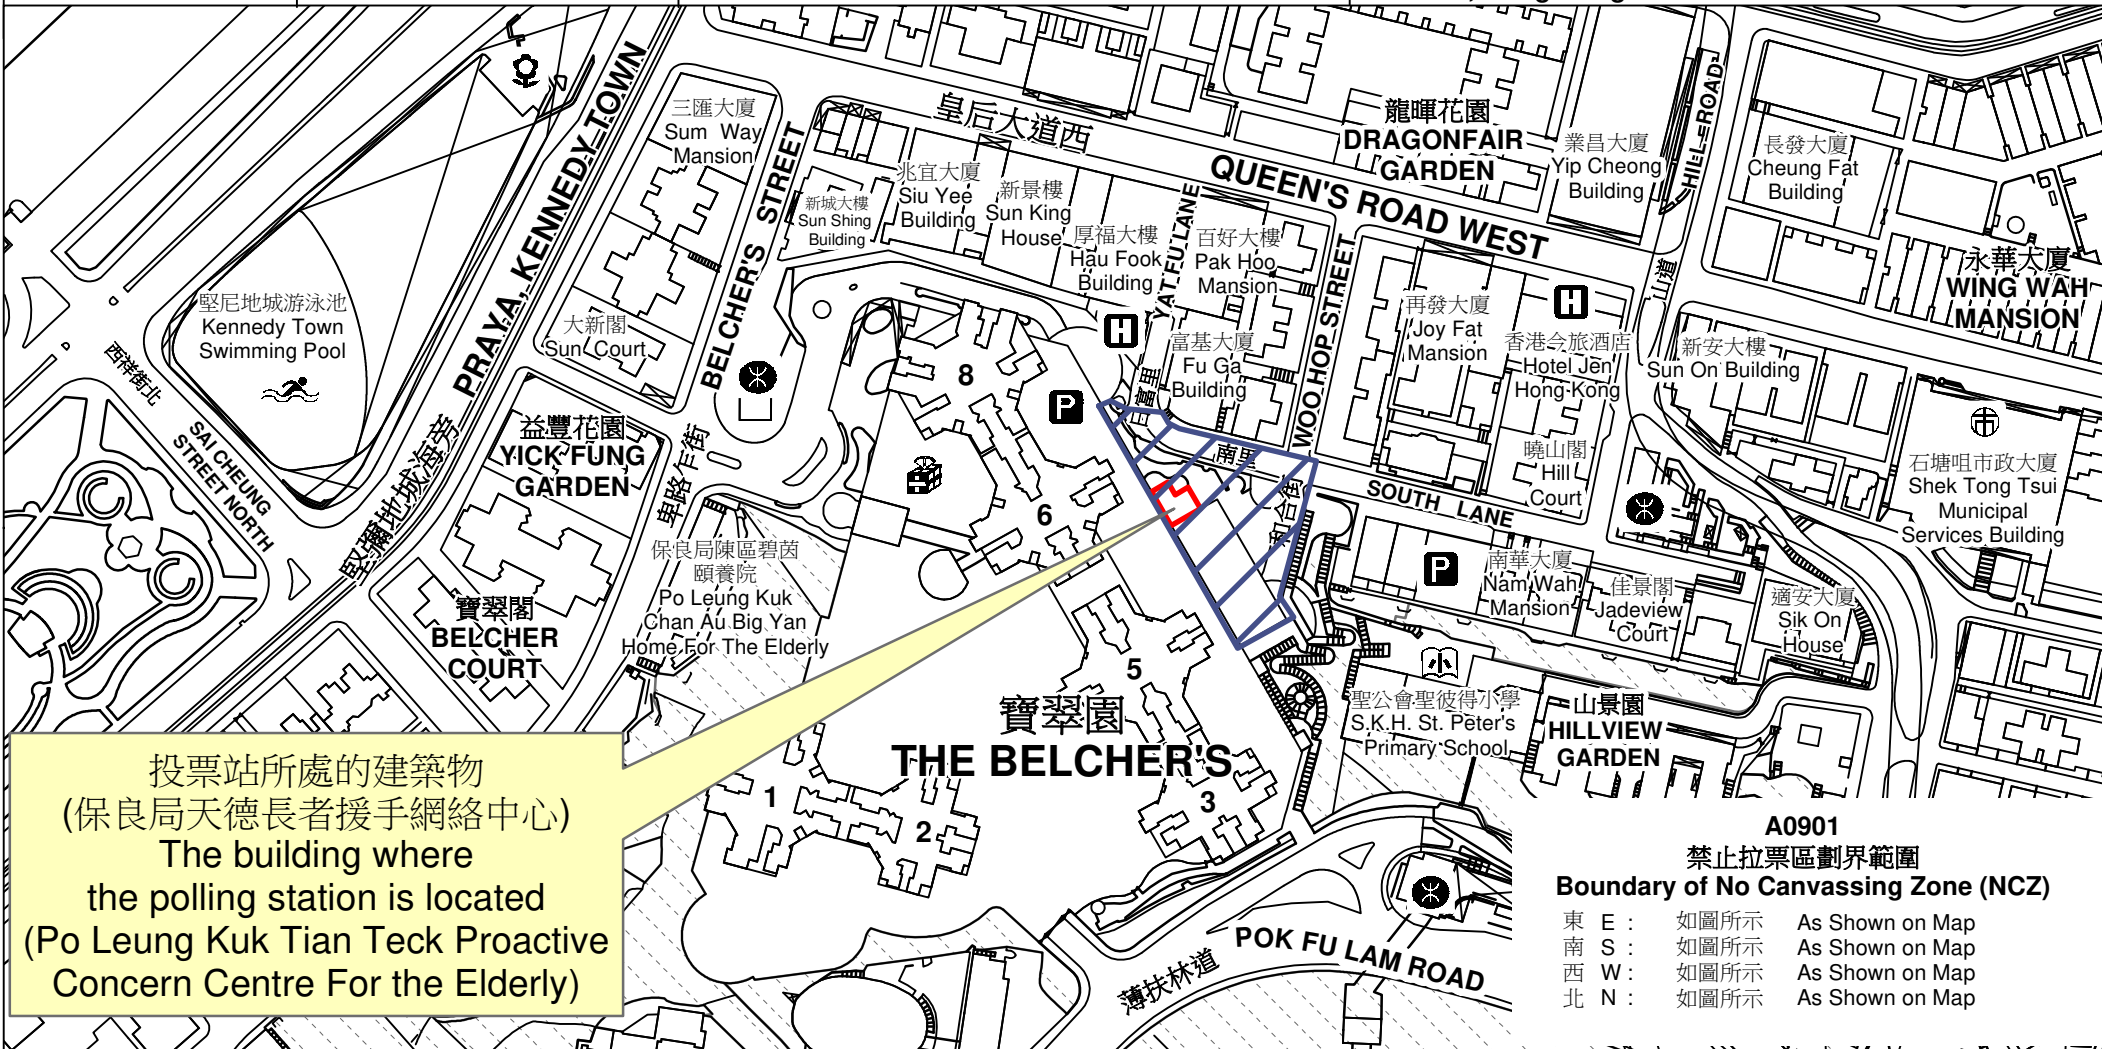 三匯大廈
Sum Way
Mansion
皇后大道西
QUEEN'S ROAD WEST
龍暉花園
DRAGONFAIR
GARDEN
業昌大廈
Yip Cheong
Building
HILL ROAD
山道
長發大廈
Cheung Fat
Building
永華大廈
WING WAH
MANSION
PRAYA, KENNEDY TOWN
堅彌地城海旁
BELCHER'S STREET
卑路乍街
新城大樓
Sun Shing
Building
兆宜大廈
Siu Yee
Building
新景樓
Sun King
House
厚福大樓
Hau Fook
Building
YAT FU LANE
日富里
百好大樓
Pak Hoo
Mansion
WOO HOP STREET
再發大廈
Joy Fat
Mansion
H
香港今旅酒店
Hotel Jen
Hong Kong
新安大樓
Sun On Building
堅尼地城游泳池
Kennedy Town
Swimming Pool
大新閣
Sun Court
H
富基大廈
Fu Ga
Building
西祥街北
SAI CHEUNG
STREET NORTH
益豐花園
YICK FUNG
GARDEN
8
P
6
南里
SOUTH LANE
曉山閣
Hill
Court
市
石塘咀市政大廈
Shek Tong Tsui
Municipal
Services Building
保良局陳區碧茵
頤養院
Po Leung Kuk
Chan Au Big Yan
Home For The Elderly
寶翠閣
BELCHER
COURT
P
南華大廈
Nam Wah
Mansion
佳景閣
Jadeview
Court
適安大廈
Sik On
House
5
寶翠園
THE BELCHER'S
小
聖公會聖彼得小學
S.K.H. St. Peter's
Primary School
山景園
HILLVIEW
GARDEN
1
2
3
投票站所處的建築物
(保良局天德長者援手網絡中心)
The building where
the polling station is located
(Po Leung Kuk Tian Teck Proactive
Concern Centre For the Elderly)
薄扶林道
POK FU LAM ROAD
A0901
禁止拉票區劃界範圍
Boundary of No Canvassing Zone (NCZ)
東 E : 如圖所示 As Shown on Map
南 S : 如圖所示 As Shown on Map
西 W : 如圖所示 As Shown on Map
北 N : 如圖所示 As Shown on Map